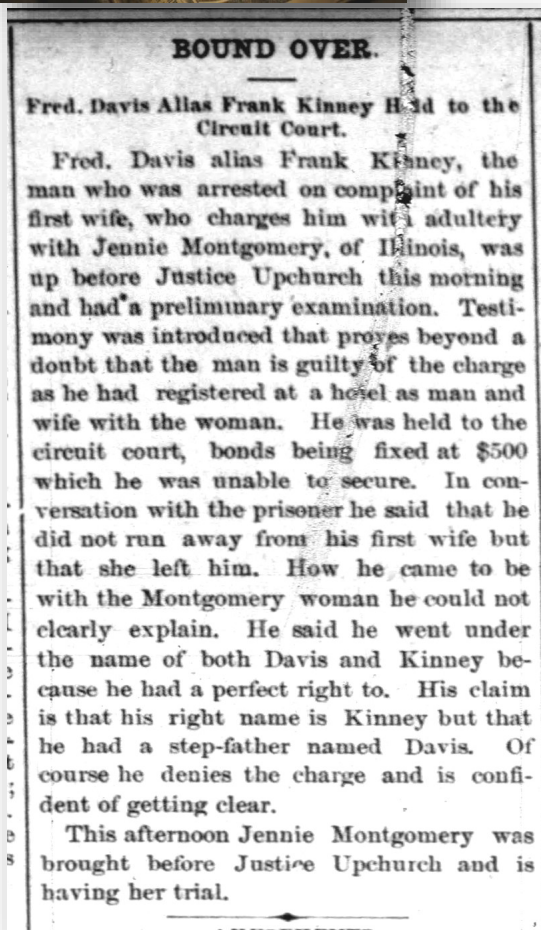 BOUND OVER.
Fred. Davis Alias Frank Kinney Held to the
Circuit Court.
Fred. Davis alias Frank Kinney, the
man who was arrested on complaint of his
first wife, who charges him with adultery
with Jennie Montgomery, of Illinois, was
up before Justice Upchurch this morning
and had a preliminary examination. Testi-
mony was introduced that proves beyond a
doubt that the man is guilty of the charge
as he had registered at a hotel as man and
wife with the woman. He was held to the
circuit court, bonds being fixed at $500
which he was unable to secure. In con-
versation with the prisoner he said that he
did not run away from his first wife but
that she left him. How he came to be
with the Montgomery woman he could not
clearly explain. He said he went under
the name of both Davis and Kinney be-
cause he had a perfect right to. His claim
is that his right name is Kinney but that
he had a step-father named Davis. Of
course he denies the charge and is confi-
dent of getting clear.
This afternoon Jennie Montgomery was
brought before Justice Upchurch and is
having her trial.